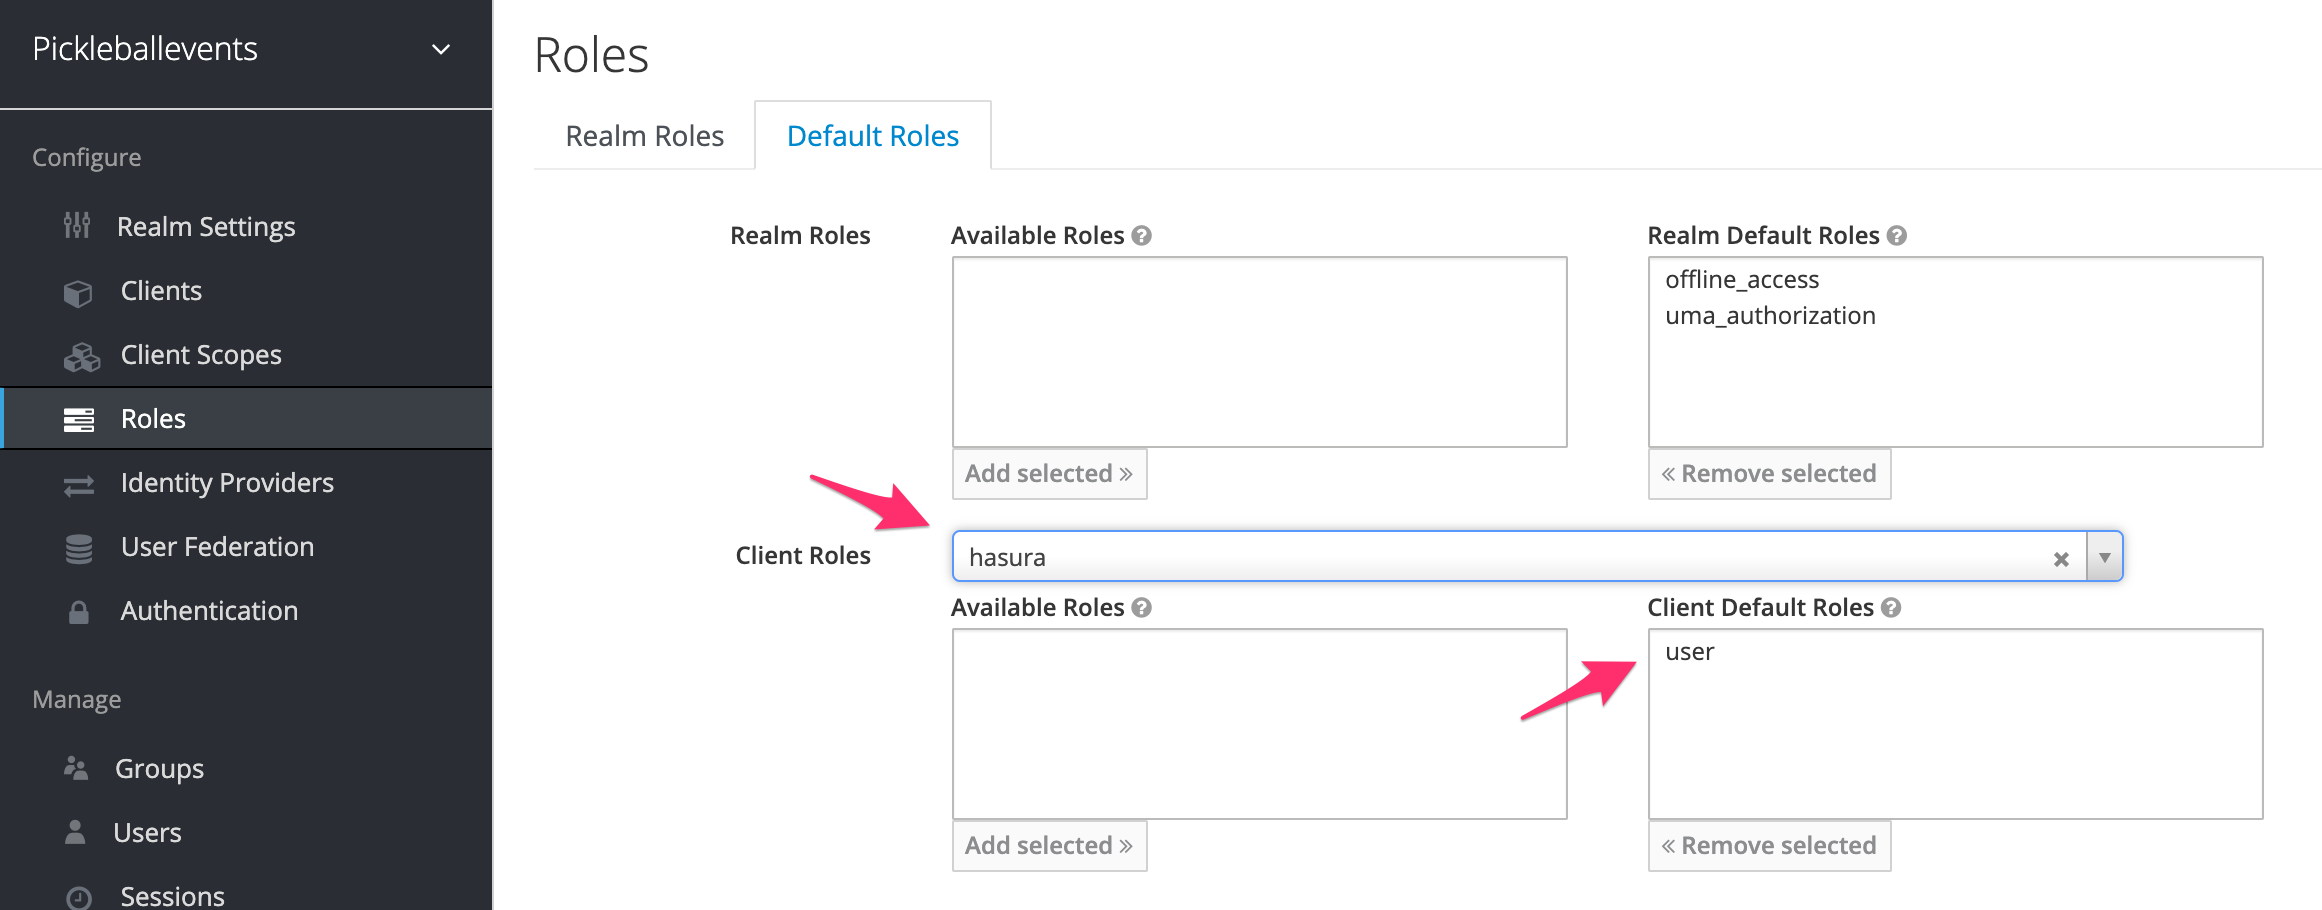 Pickleballevents
Configure
Realm Settings
Clients
Client Scopes
Roles
Identity Providers
User Federation
Authentication
Manage
Groups
Users
Sessions
Roles
Realm Roles
Default Roles
Realm Roles
Available Roles
Realm Default Roles
offline_access
uma_authorization
Add selected »
« Remove selected
Client Roles
hasura
Available Roles
Client Default Roles
user
Add selected »
« Remove selected